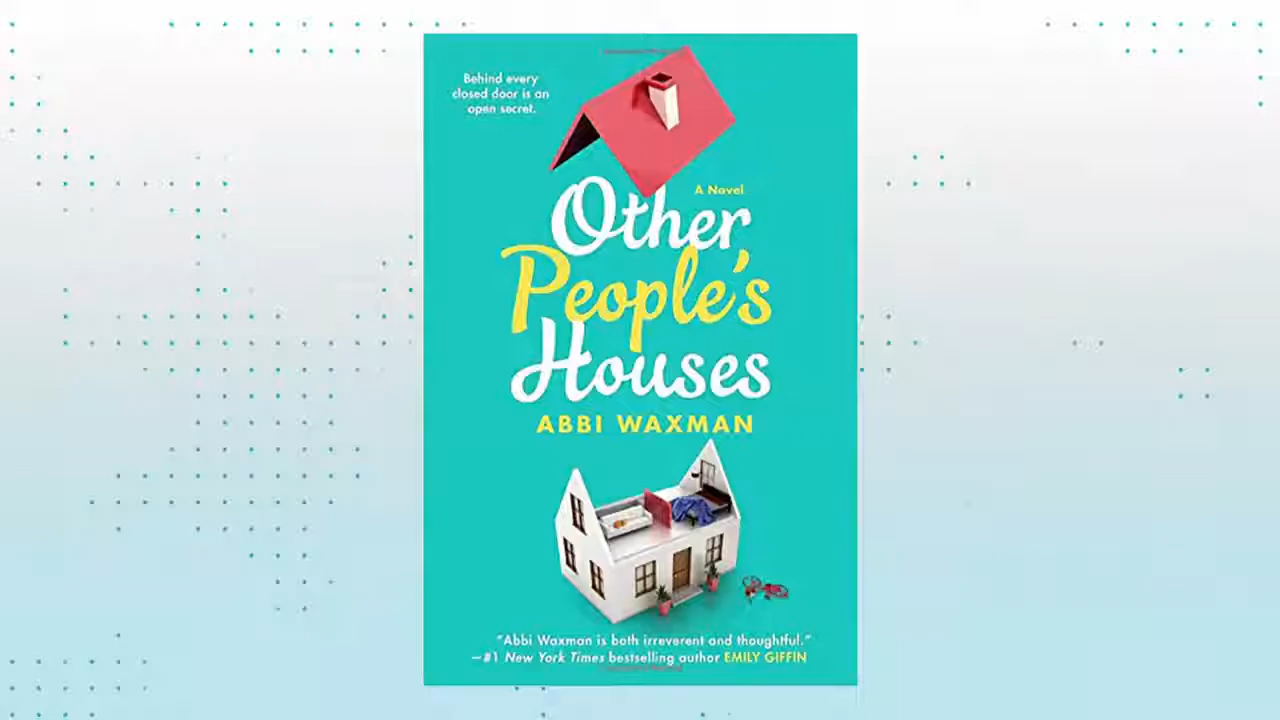 Behind every
closed door is an
open secret.
A Novel
Other
People's
Houses
ABBI WAXMAN
"Abbi Waxman is both irreverent and thoughtful."
—#1 New York Times bestselling author EMILY GIFFIN